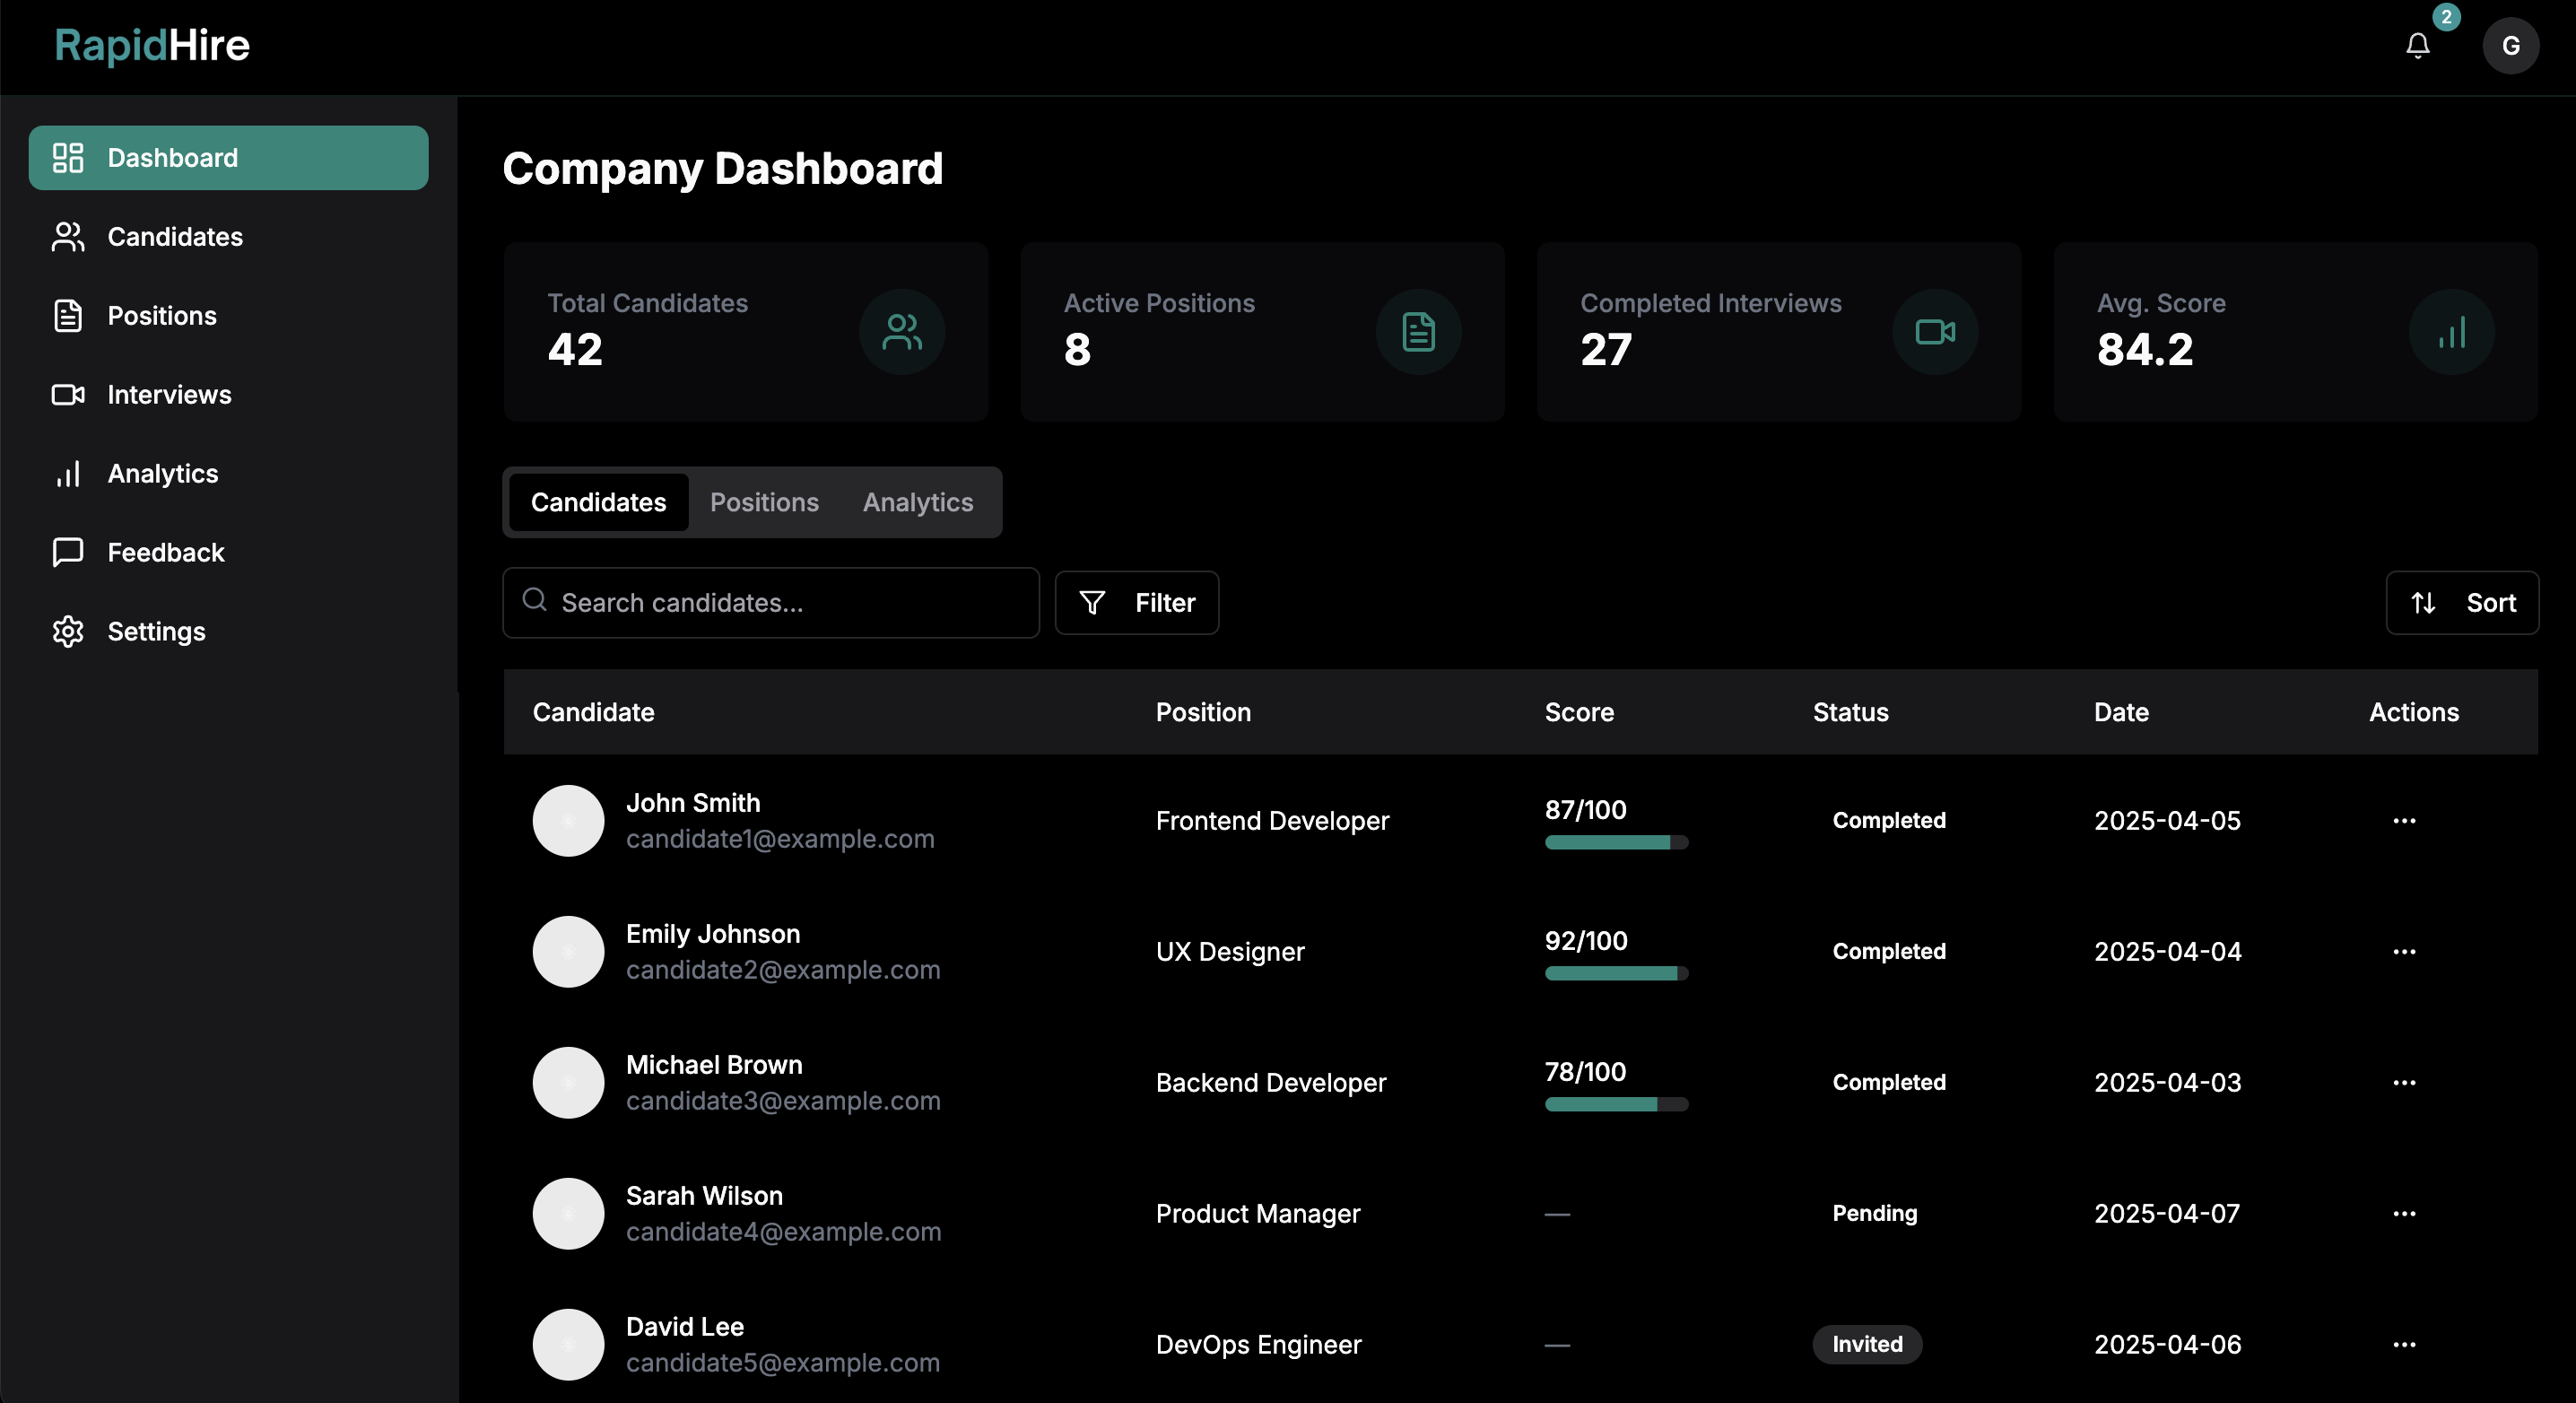 RapidHire
2
G
Dashboard
Candidates
Positions
Interviews
Analytics
Feedback
Settings
Company Dashboard
Total Candidates
42
Active Positions
8
Completed Interviews
27
Avg. Score
84.2
Candidates Positions Analytics
Search candidates...
Filter
Sort
Candidate Position Score Status Date Actions
John Smith
candidate1@example.com
Frontend Developer
87/100
Completed
2025-04-05
Emily Johnson
candidate2@example.com
UX Designer
92/100
Completed
2025-04-04
Michael Brown
candidate3@example.com
Backend Developer
78/100
Completed
2025-04-03
Sarah Wilson
candidate4@example.com
Product Manager
—
Pending
2025-04-07
David Lee
candidate5@example.com
DevOps Engineer
—
Invited
2025-04-06